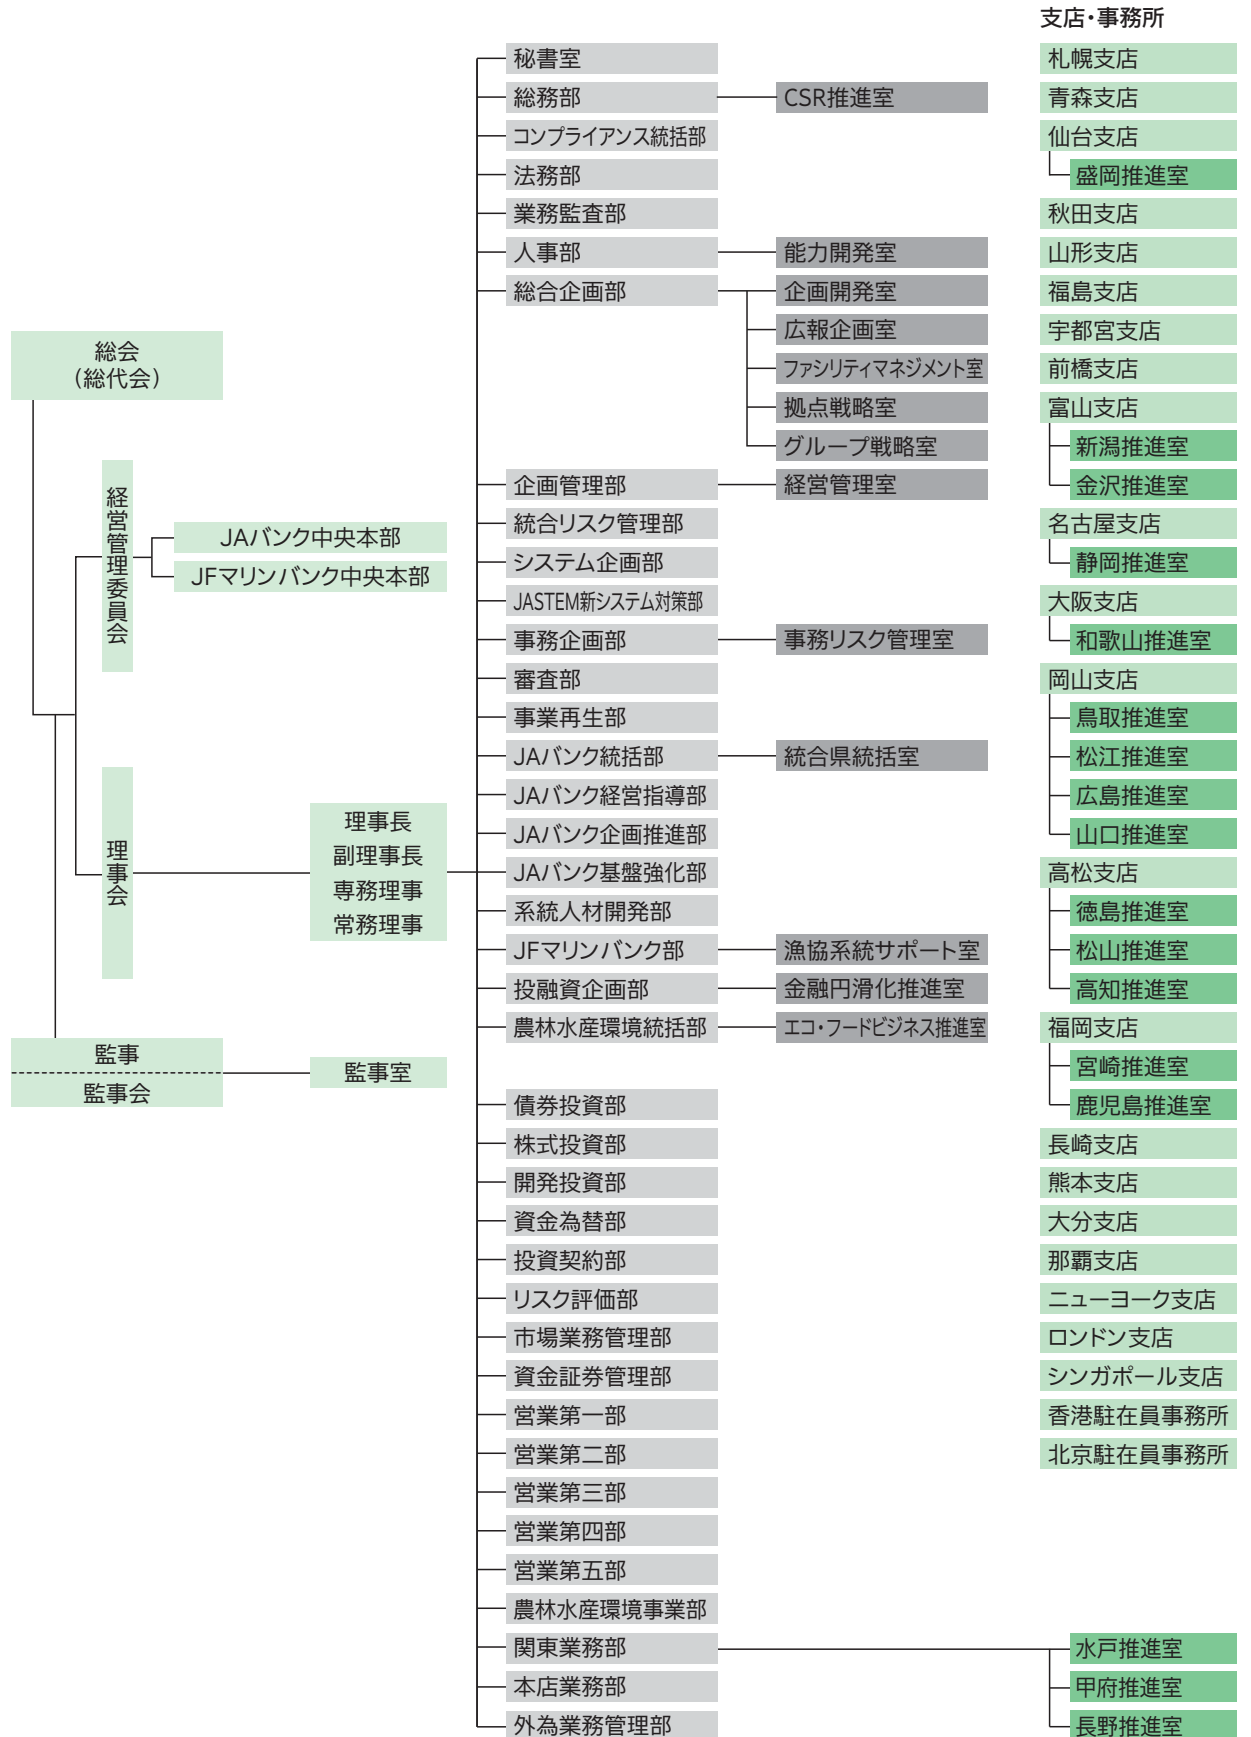 総会
(総代会)
経営管理委員会
JAバンク中央本部
JFマリンバンク中央本部
理事会
理事長
副理事長
専務理事
常務理事
監事
監事会
監事室
秘書室
総務部
CSR推進室
コンプライアンス統括部
法務部
業務監査部
人事部
能力開発室
総合企画部
企画開発室
広報企画室
ファシリティマネジメント室
拠点戦略室
グループ戦略室
企画管理部
経営管理室
統合リスク管理部
システム企画部
JASTEM新システム対策部
事務企画部
事務リスク管理室
審査部
事業再生部
JAバンク統括部
統合県統括室
JAバンク経営指導部
JAバンク企画推進部
JAバンク基盤強化部
系統人材開発部
JFマリンバンク部
漁協系統サポート室
投融資企画部
金融円滑化推進室
農林水産環境統括部
エコ・フードビジネス推進室
債券投資部
株式投資部
開発投資部
資金為替部
投資契約部
リスク評価部
市場業務管理部
資金証券管理部
営業第一部
営業第二部
営業第三部
営業第四部
営業第五部
農林水産環境事業部
関東業務部
本店業務部
外為業務管理部
支店・事務所
札幌支店
青森支店
仙台支店
盛岡推進室
秋田支店
山形支店
福島支店
宇都宮支店
前橋支店
富山支店
新潟推進室
金沢推進室
名古屋支店
静岡推進室
大阪支店
和歌山推進室
岡山支店
鳥取推進室
松江推進室
広島推進室
山口推進室
高松支店
徳島推進室
松山推進室
高知推進室
福岡支店
宮崎推進室
鹿児島推進室
長崎支店
熊本支店
大分支店
那覇支店
ニューヨーク支店
ロンドン支店
シンガポール支店
香港駐在員事務所
北京駐在員事務所
水戸推進室
甲府推進室
長野推進室